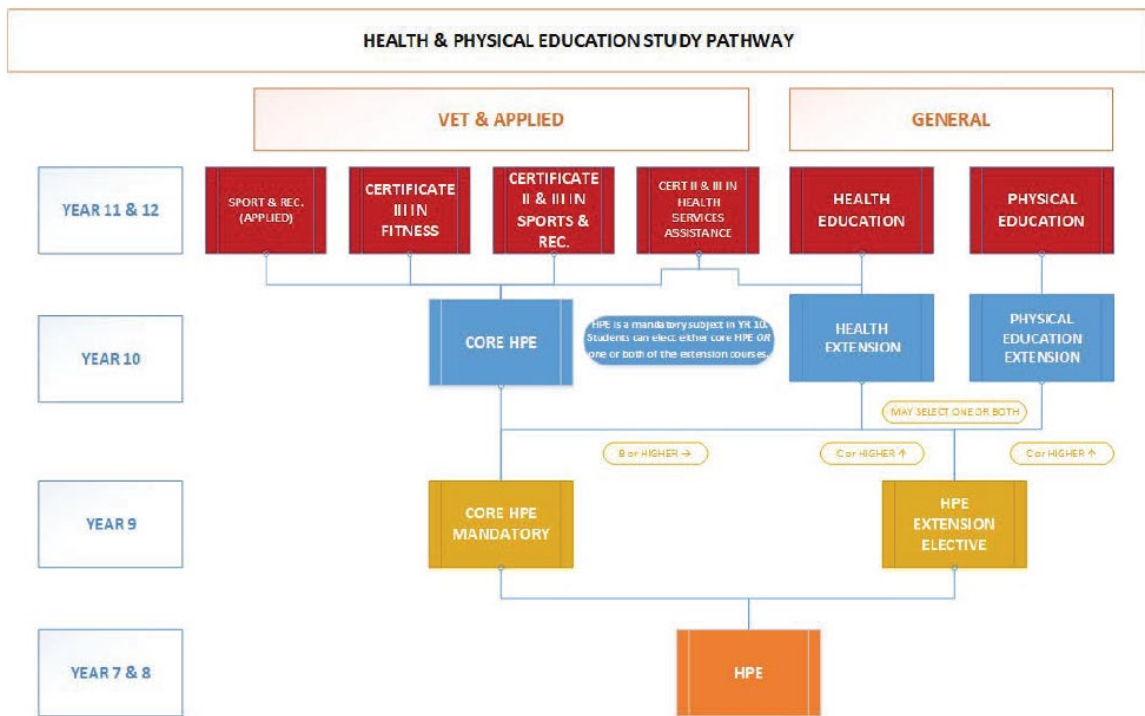 HEALTH & PHYSICAL EDUCATION STUDY PATHWAY
VET & APPLIED
GENERAL
YEAR 11 & 12
SPORT & REC.
(APPLIED)
CERTIFICATE
III IN
FITNESS
CERTIFICATE
II & III IN
SPORTS &
REC.
CERT II & III IN
HEALTH
SERVICES
ASSISTANCE
HEALTH
EDUCATION
PHYSICAL
EDUCATION
YEAR 10
CORE HPE
HPE is a mandatory subject in YR 10.
Students can elect either core HPE OR
one or both of the extension courses.
HEALTH
EXTENSION
PHYSICAL
EDUCATION
EXTENSION
MAY SELECT ONE OR BOTH
B or HIGHER →
C or HIGHER ↑
C or HIGHER ↑
YEAR 9
CORE HPE
MANDATORY
HPE
EXTENSION
ELECTIVE
YEAR 7 & 8
HPE